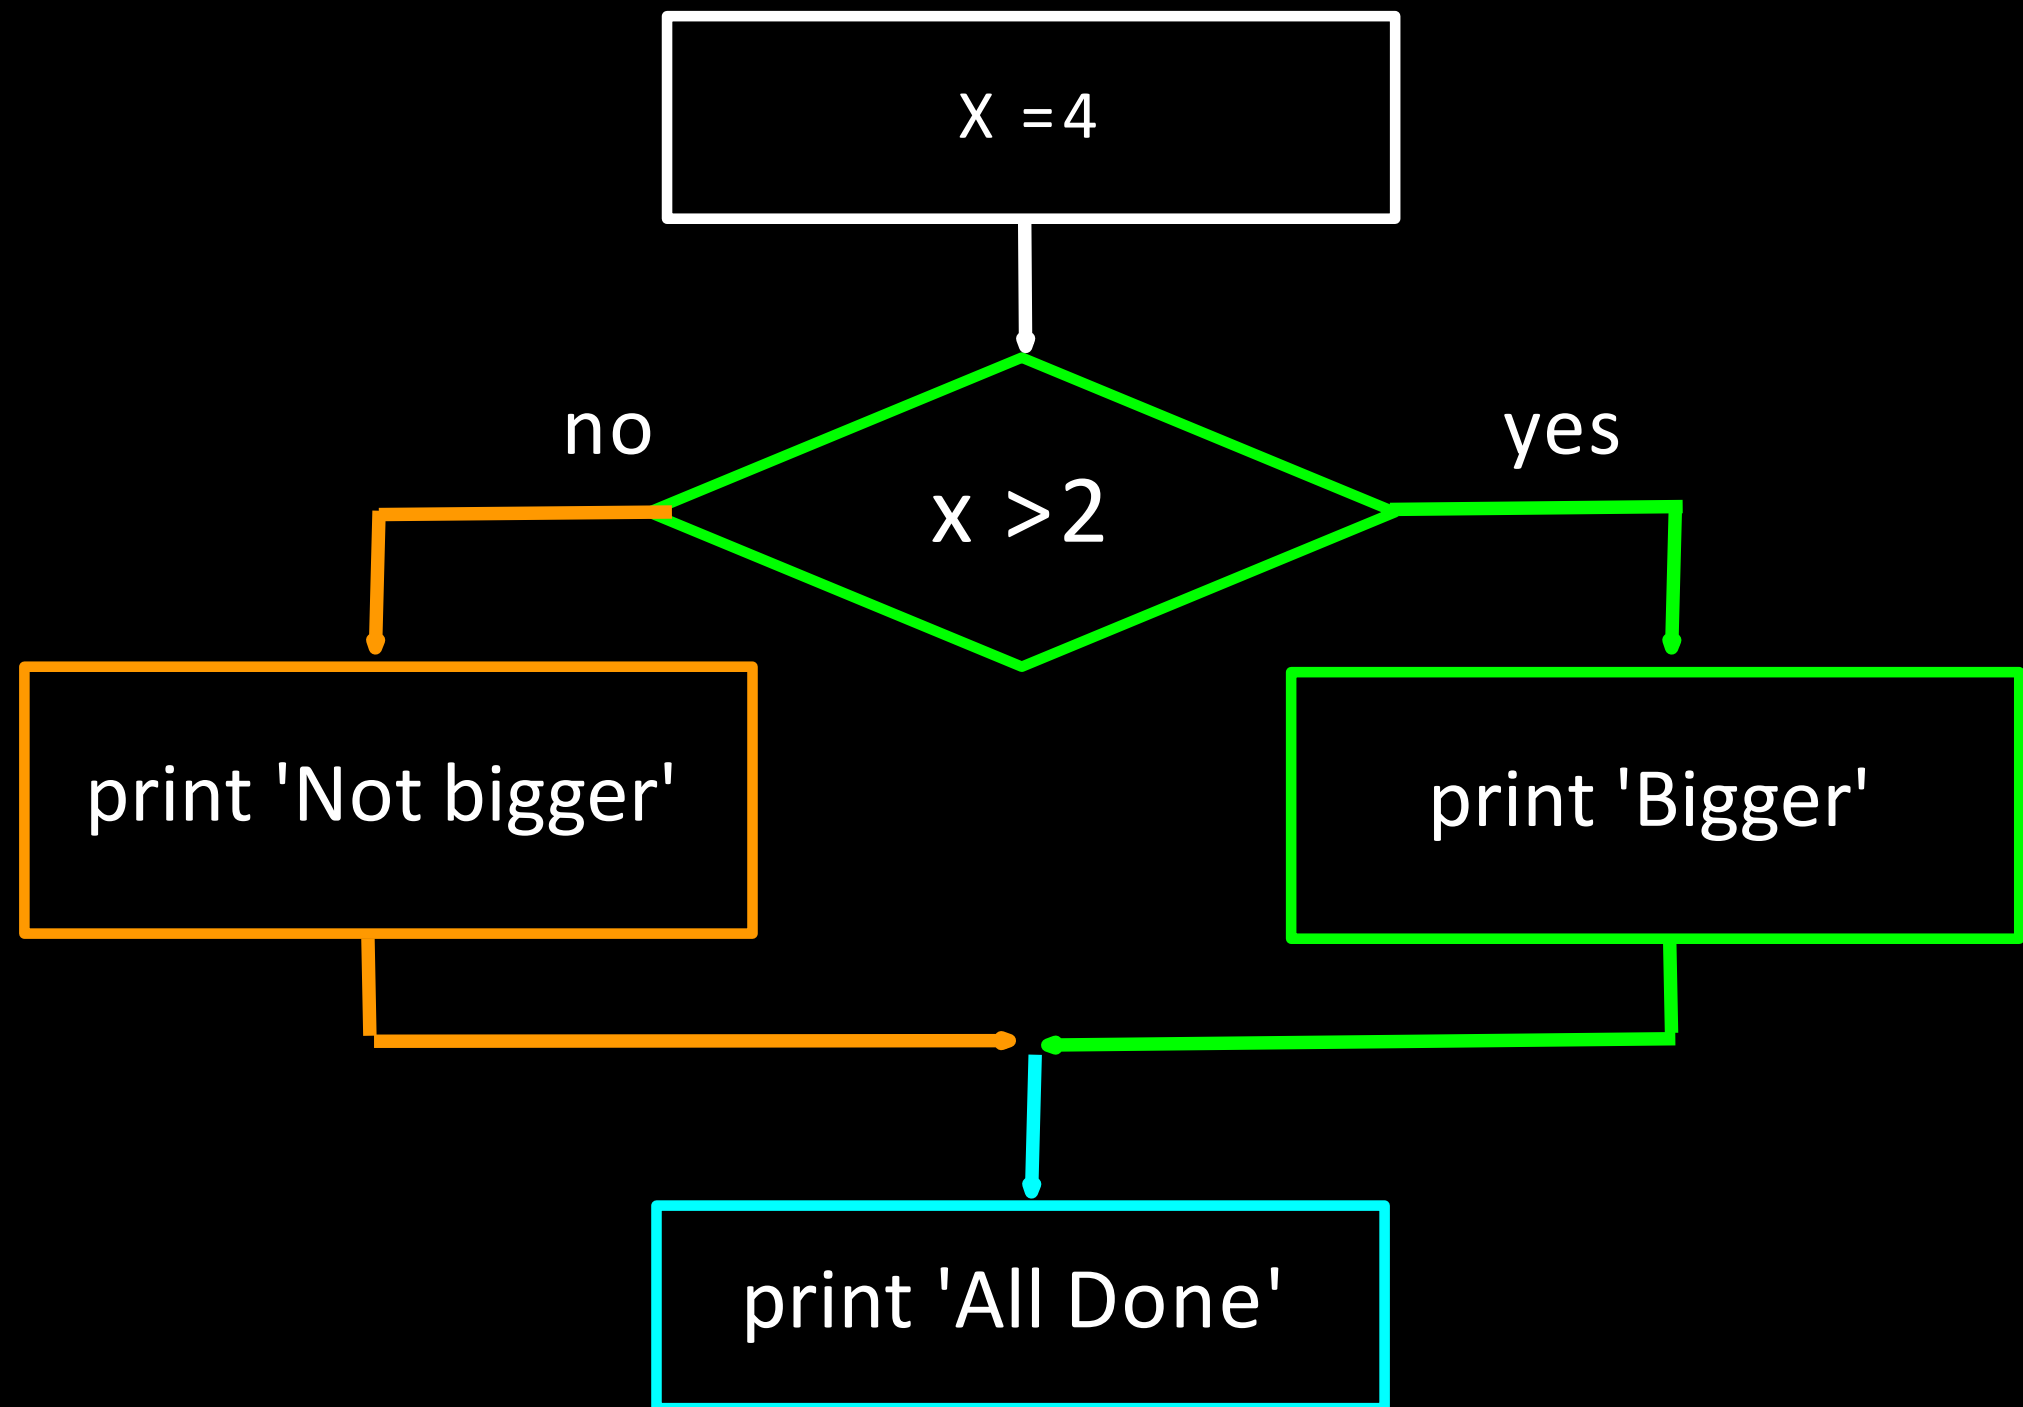 X =4
no
yes
x >2
print 'Not bigger'
print 'Bigger'
print 'All Done'